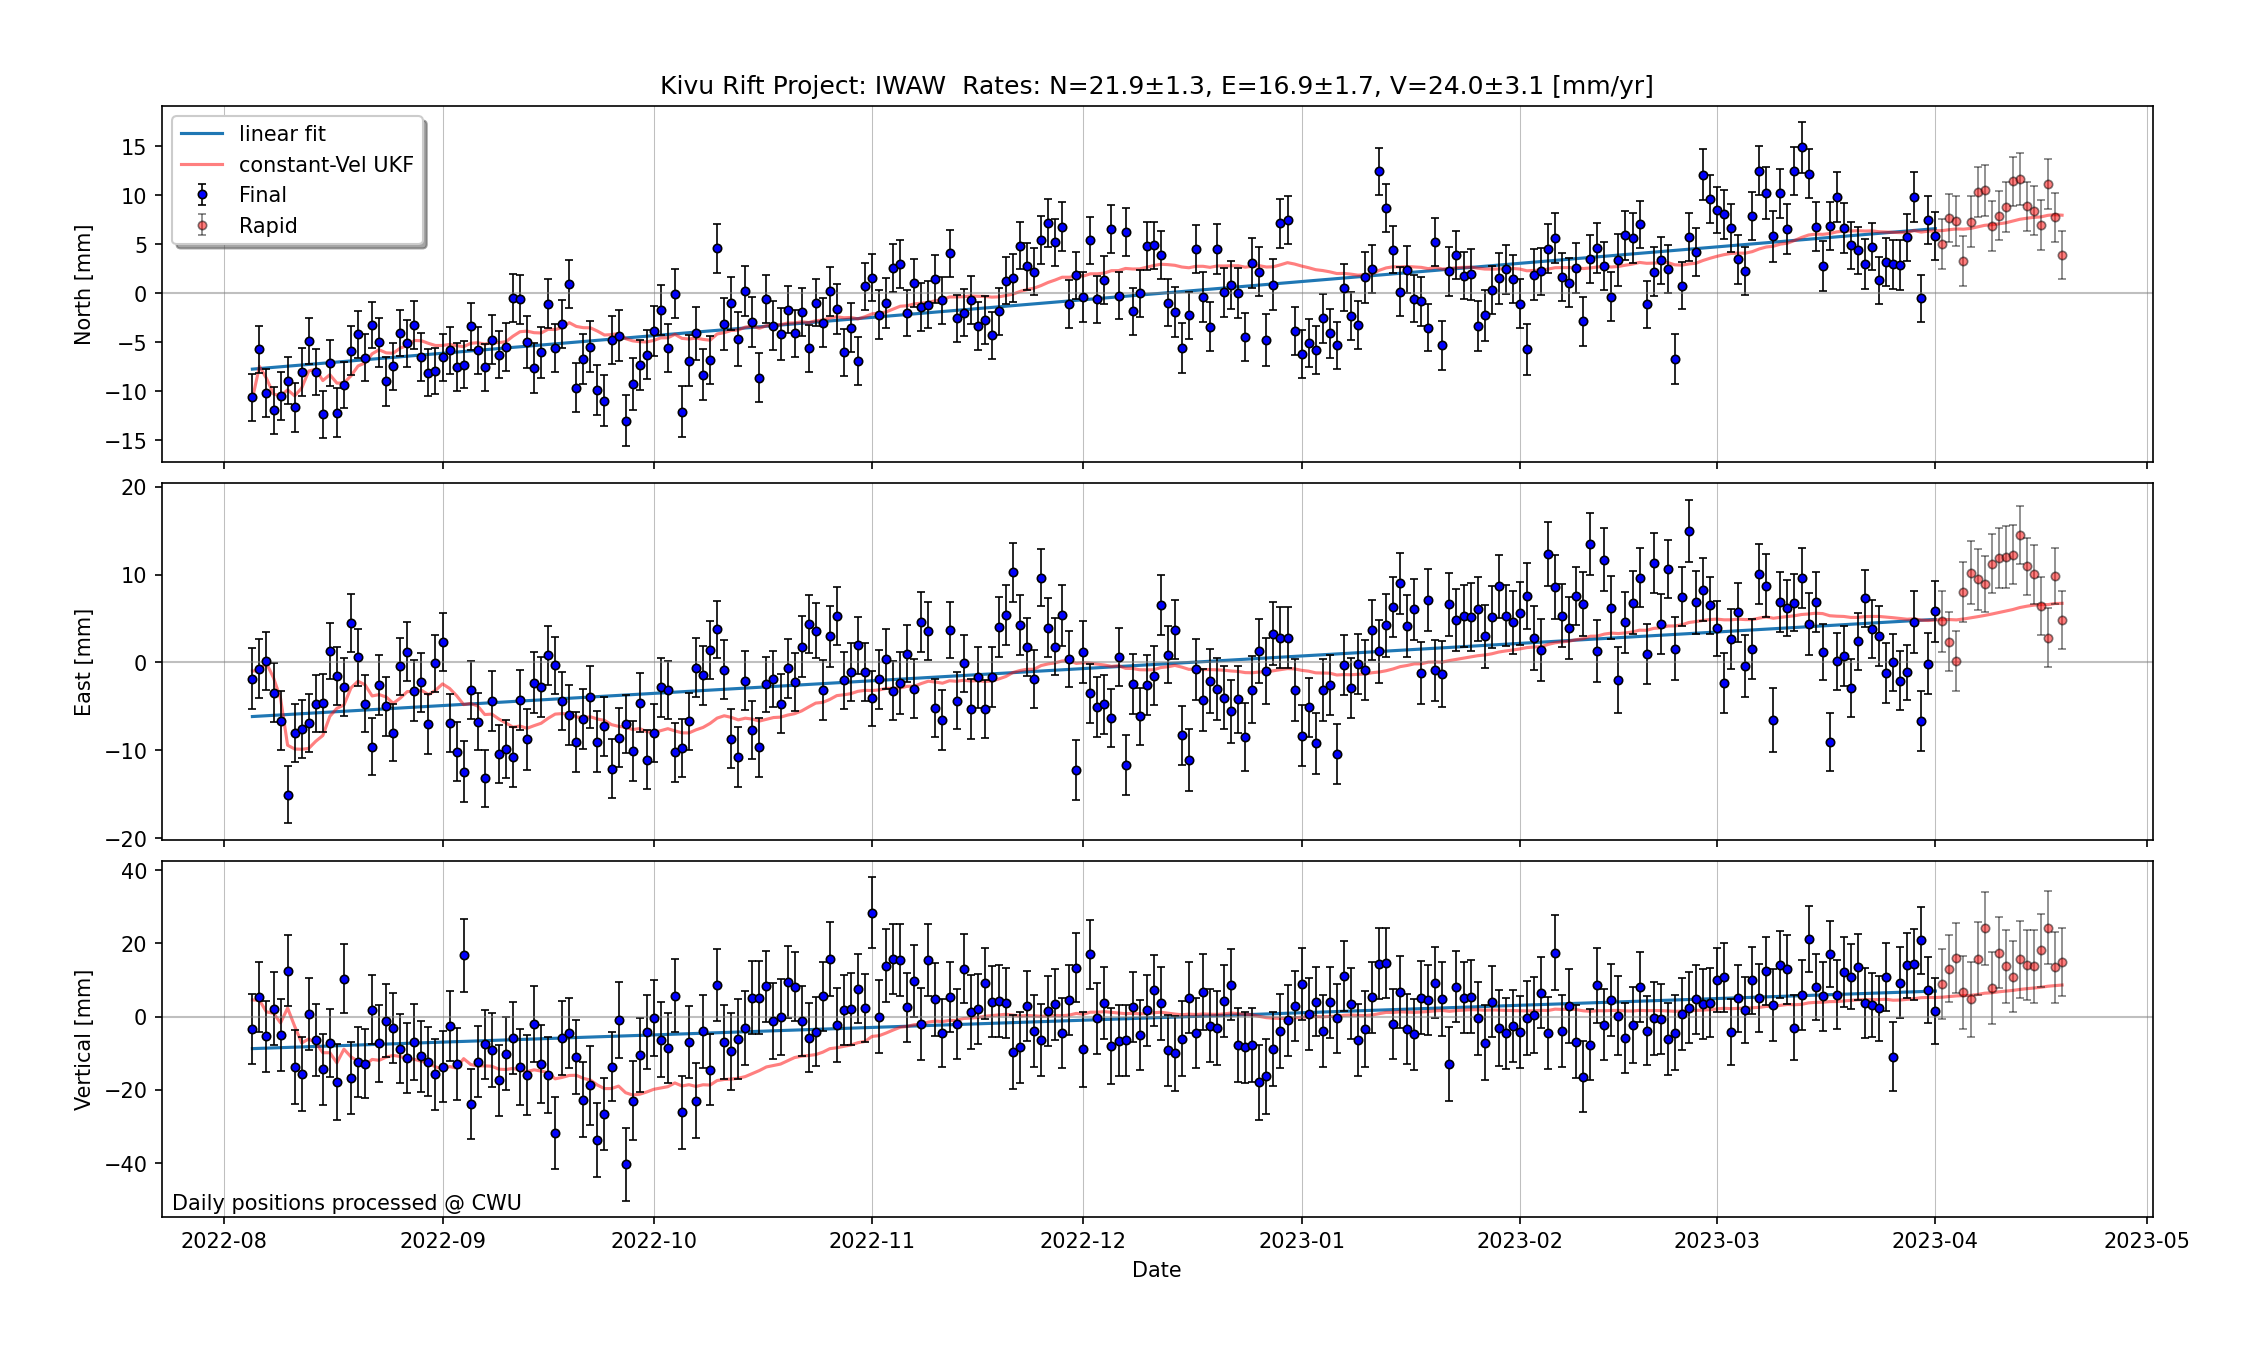 Kivu Rift Project: IWAW  Rates: N=21.9±1.3, E=16.9±1.7, V=24.0±3.1 [mm/yr]
linear fit
constant-Vel UKF
Final
Rapid
North [mm]
15
10
5
0
−5
−10
−15
East [mm]
20
10
0
−10
−20
Vertical [mm]
40
20
0
−20
−40
Daily positions processed @ CWU
2022-08 2022-09 2022-10 2022-11 2022-12 2023-01 2023-02 2023-03 2023-04 2023-05
Date